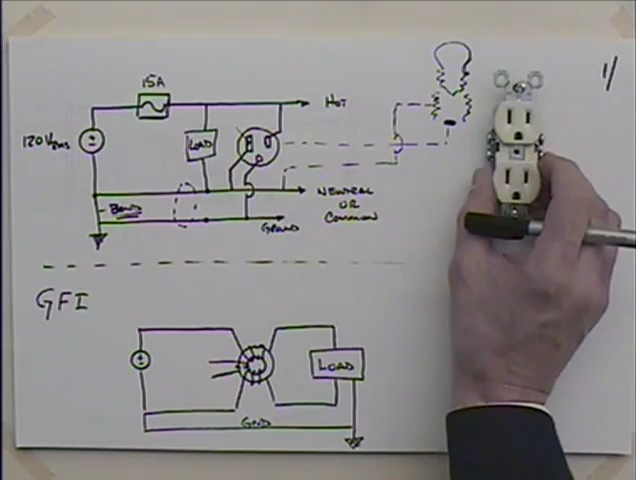 1/
15A
HOT
120VRMS
LOAD
NEUTRAL
OR
COMMON
BOND
GROUND
GFI
LOAD
GND